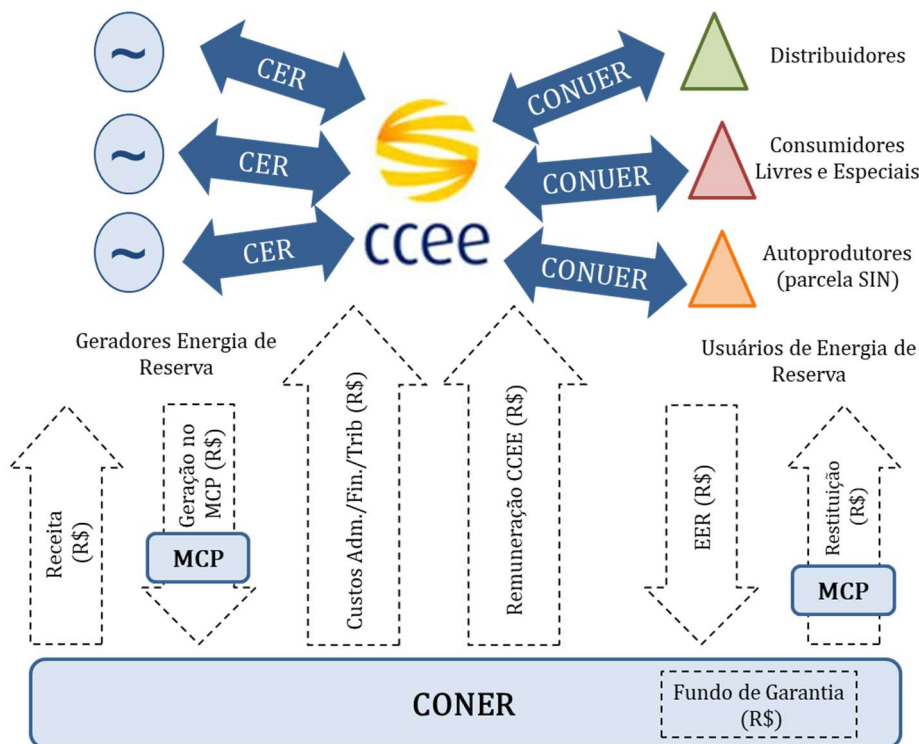 ~
CER
CONUER
Distribuidores
~
CER
CONUER
Consumidores
Livres e Especiais
~
CER
ccee
CONUER
Autoprodutores
(parcela SIN)
Geradores Energia de
Reserva
Usuários de Energia de
Reserva
Receita
(R$)
Geração no
MCP (R$)
MCP
Custos Adm./Fin./Trib (R$)
Remuneração CCEE (R$)
EER (R$)
Restituição
(R$)
MCP
CONER
Fundo de Garantia
(R$)